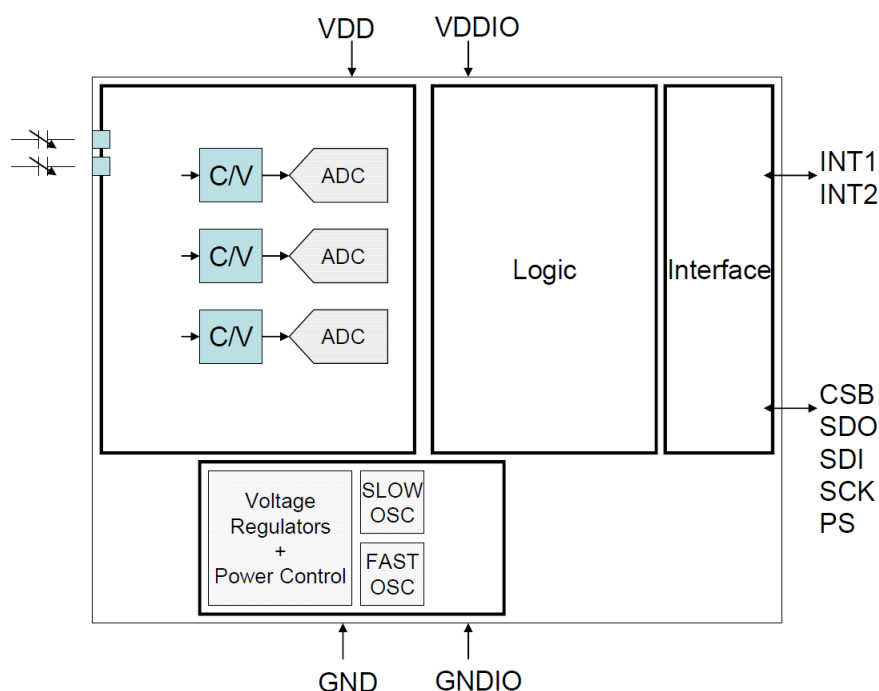 VDD
VDDIO
C/V
ADC
C/V
ADC
C/V
ADC
Logic
Interface
INT1
INT2
CSB
SDO
SDI
SCK
PS
Voltage
Regulators
+
Power Control
SLOW
OSC
FAST
OSC
GND
GNDIO